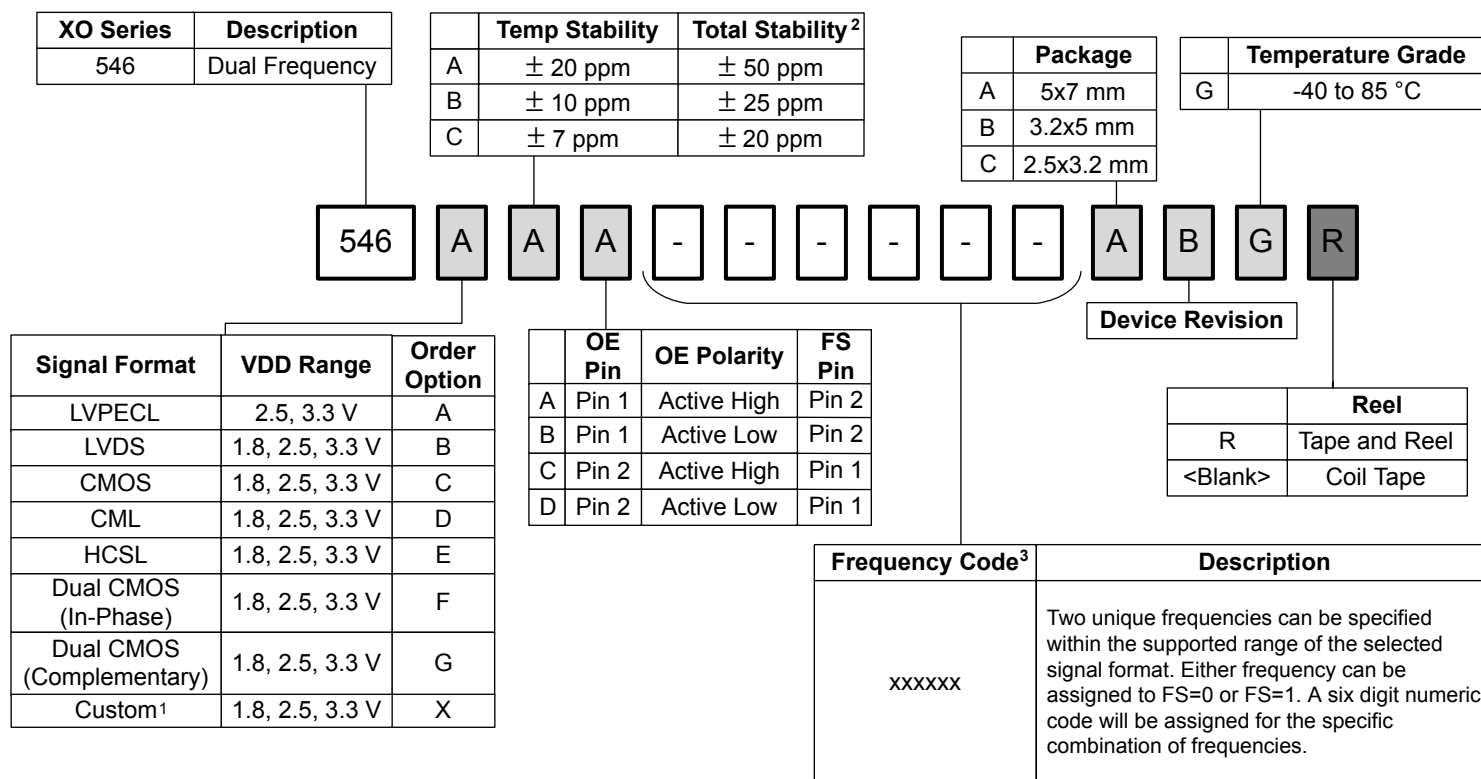 XO Series Description
546 Dual Frequency
Temp Stability Total Stability²
A ± 20 ppm ± 50 ppm
B ± 10 ppm ± 25 ppm
C ± 7 ppm ± 20 ppm
Package
A 5x7 mm
B 3.2x5 mm
C 2.5x3.2 mm
Temperature Grade
G -40 to 85 °C
546 A A A - - - - - - A B G R
Device Revision
Signal Format VDD Range Order Option
LVPECL 2.5, 3.3 V A
LVDS 1.8, 2.5, 3.3 V B
CMOS 1.8, 2.5, 3.3 V C
CML 1.8, 2.5, 3.3 V D
HCSL 1.8, 2.5, 3.3 V E
Dual CMOS (In-Phase) 1.8, 2.5, 3.3 V F
Dual CMOS (Complementary) 1.8, 2.5, 3.3 V G
Custom¹ 1.8, 2.5, 3.3 V X
OE Pin OE Polarity FS Pin
A Pin 1 Active High Pin 2
B Pin 1 Active Low Pin 2
C Pin 2 Active High Pin 1
D Pin 2 Active Low Pin 1
Reel
R Tape and Reel
<Blank> Coil Tape
Frequency Code³ Description
xxxxxx
Two unique frequencies can be specified
within the supported range of the selected
signal format. Either frequency can be
assigned to FS=0 or FS=1. A six digit numeric
code will be assigned for the specific
combination of frequencies.